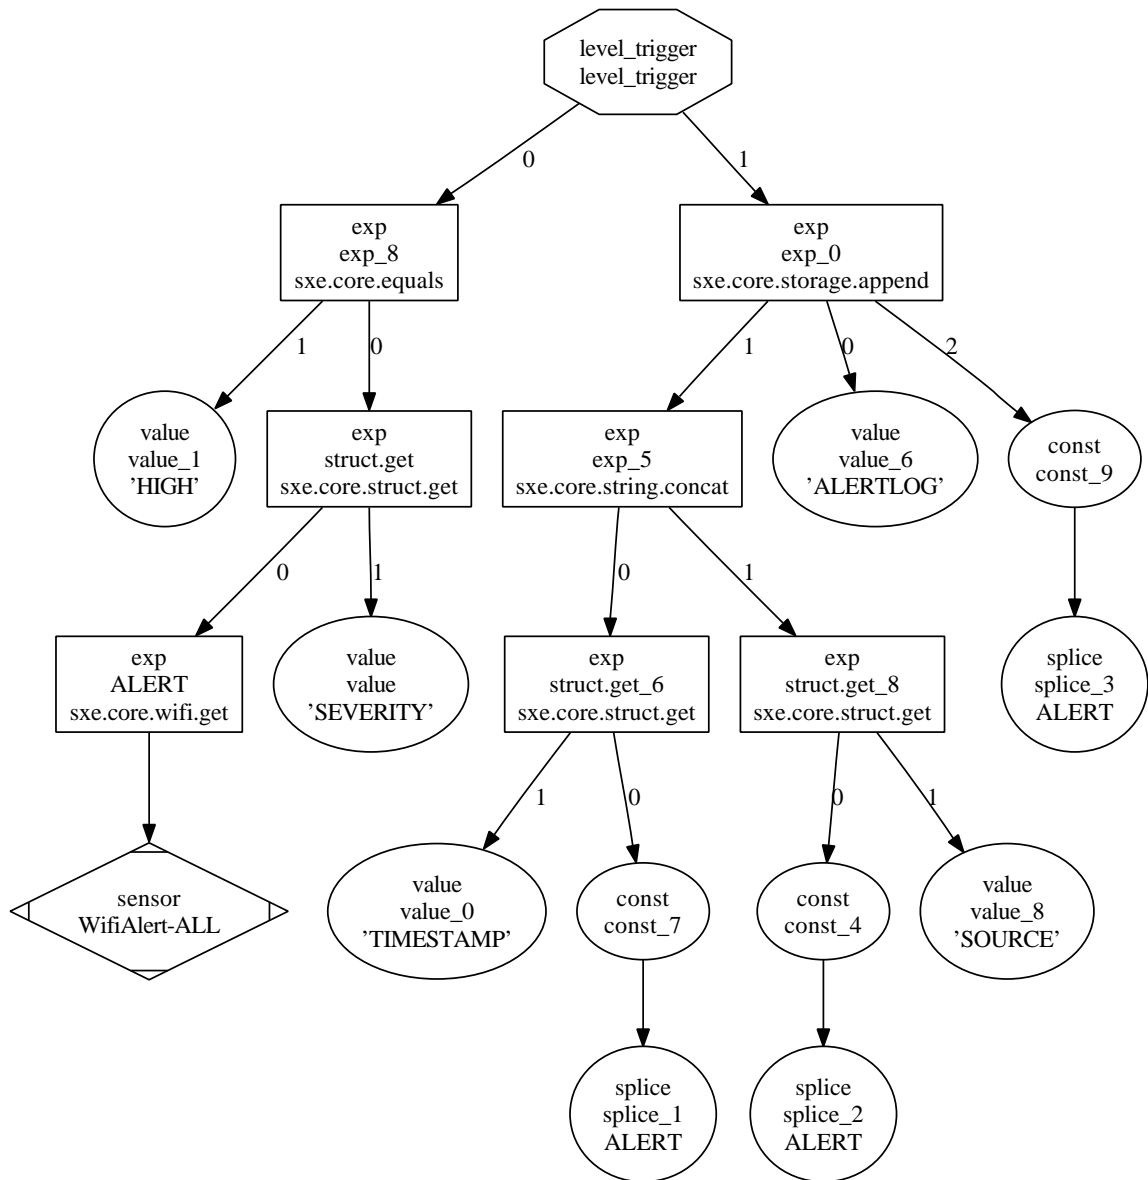 level_trigger
level_trigger
0
1
exp
exp_8
sxe.core.equals
exp
exp_0
sxe.core.storage.append
1
0
1
0
2
value
value_1
'HIGH'
exp
struct.get
sxe.core.struct.get
exp
exp_5
sxe.core.string.concat
value
value_6
'ALERTLOG'
const
const_9
0
1
0
1
exp
ALERT
sxe.core.wifi.get
value
value
'SEVERITY'
exp
struct.get_6
sxe.core.struct.get
exp
struct.get_8
sxe.core.struct.get
splice
splice_3
ALERT
1
0
0
1
sensor
WifiAlert-ALL
value
value_0
'TIMESTAMP'
const
const_7
const
const_4
value
value_8
'SOURCE'
splice
splice_1
ALERT
splice
splice_2
ALERT